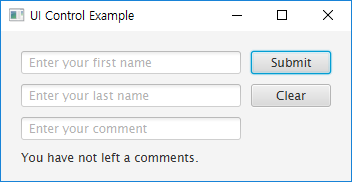 UI Control Example
Enter your first name Submit
Enter your last name Clear
Enter your comment
You have not left a comments.